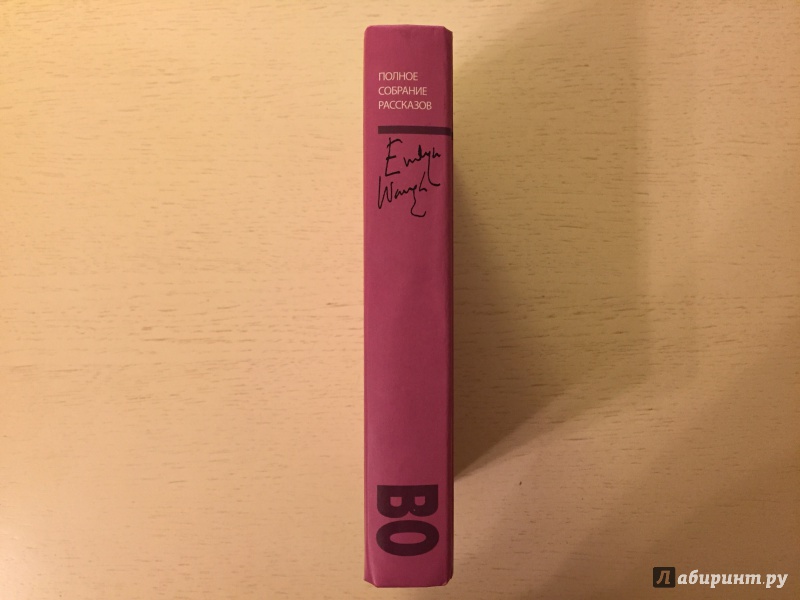 ПОЛНОЕ
СОБРАНИЕ
РАССКАЗОВ
Evelyn
Waugh
ВО
Лабиринт.ру